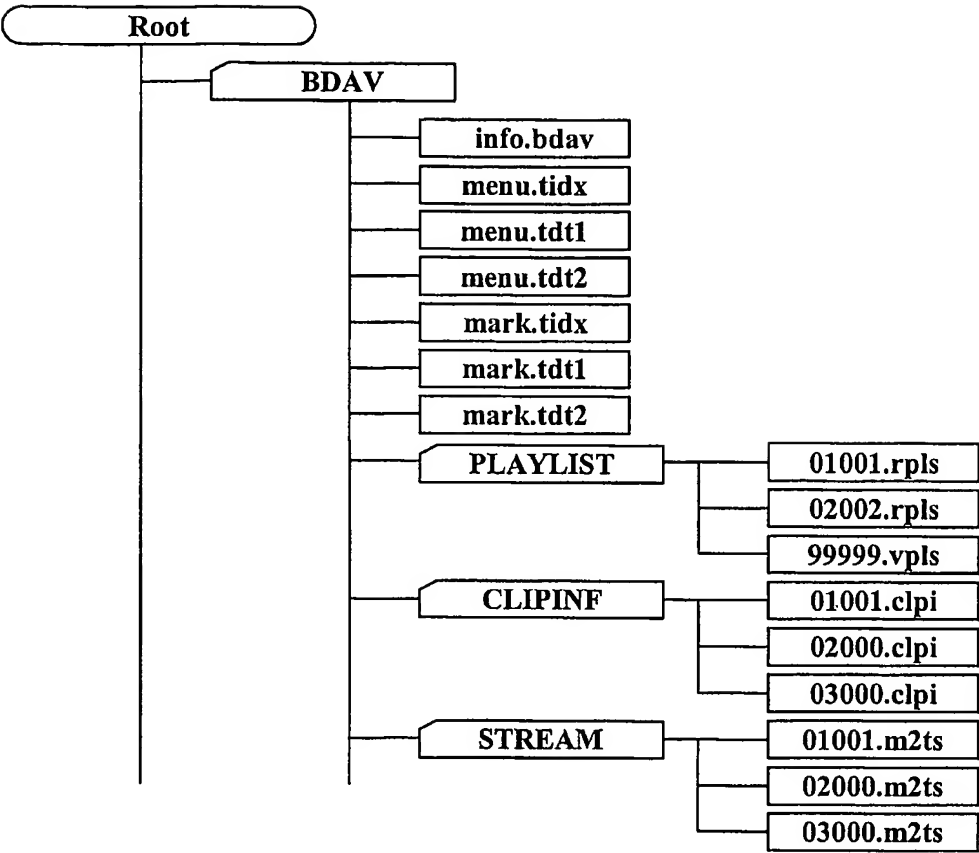 Root
BDAV
info.bdav
menu.tidx
menu.tdt1
menu.tdt2
mark.tidx
mark.tdt1
mark.tdt2
PLAYLIST
01001.rpls
02002.rpls
99999.vpls
CLIPINF
01001.clpi
02000.clpi
03000.clpi
STREAM
01001.m2ts
02000.m2ts
03000.m2ts